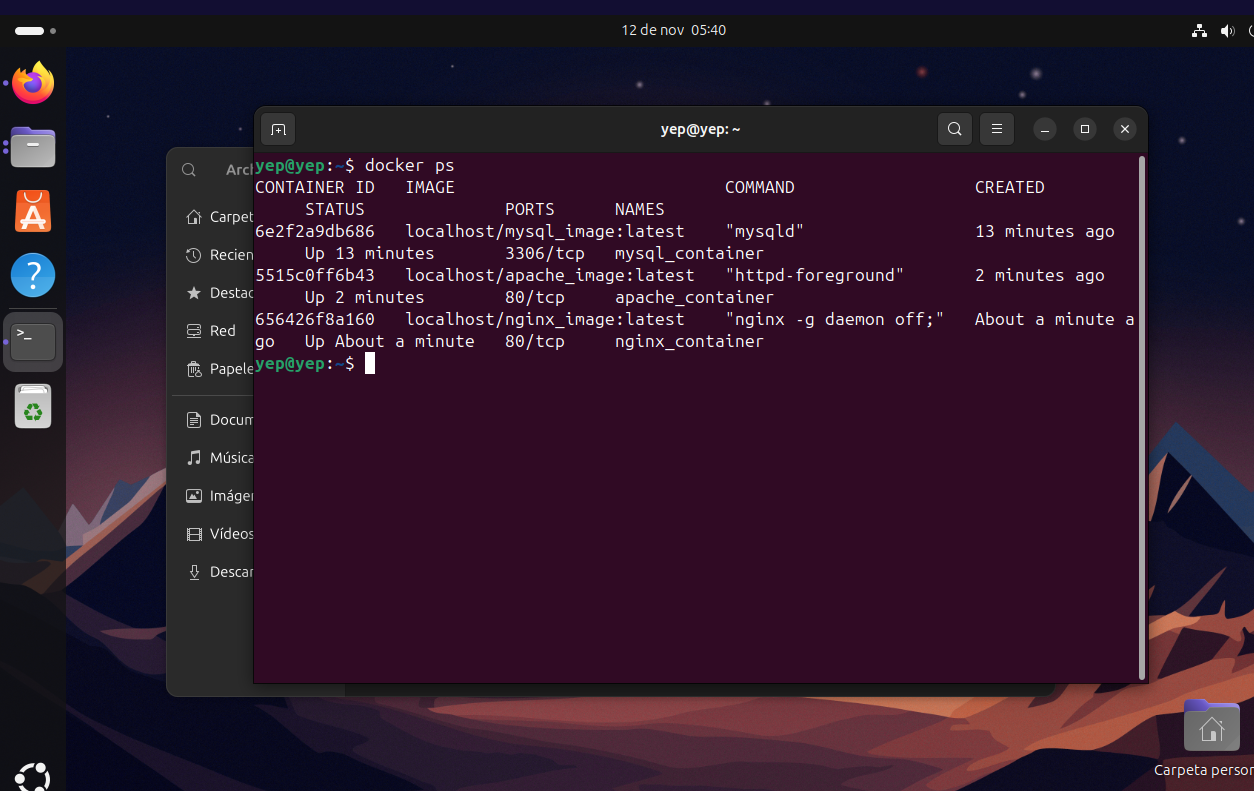 12 de nov 05:40
yep@yep: ~
Arch
yep@yep:~$ docker ps
CONTAINER ID   IMAGE                           COMMAND                  CREATED
     STATUS              PORTS      NAMES
6e2f2a9db686   localhost/mysql_image:latest    "mysqld"                 13 minutes ago
     Up 13 minutes       3306/tcp   mysql_container
5515c0ff6b43   localhost/apache_image:latest   "httpd-foreground"       2 minutes ago
     Up 2 minutes        80/tcp     apache_container
656426f8a160   localhost/nginx_image:latest    "nginx -g daemon off;"   About a minute a
go   Up About a minute   80/tcp     nginx_container
yep@yep:~$
Carpet
Recien
Destac
Red
Papele
Docum
Música
Imáger
Vídeos
Descar
Carpeta person